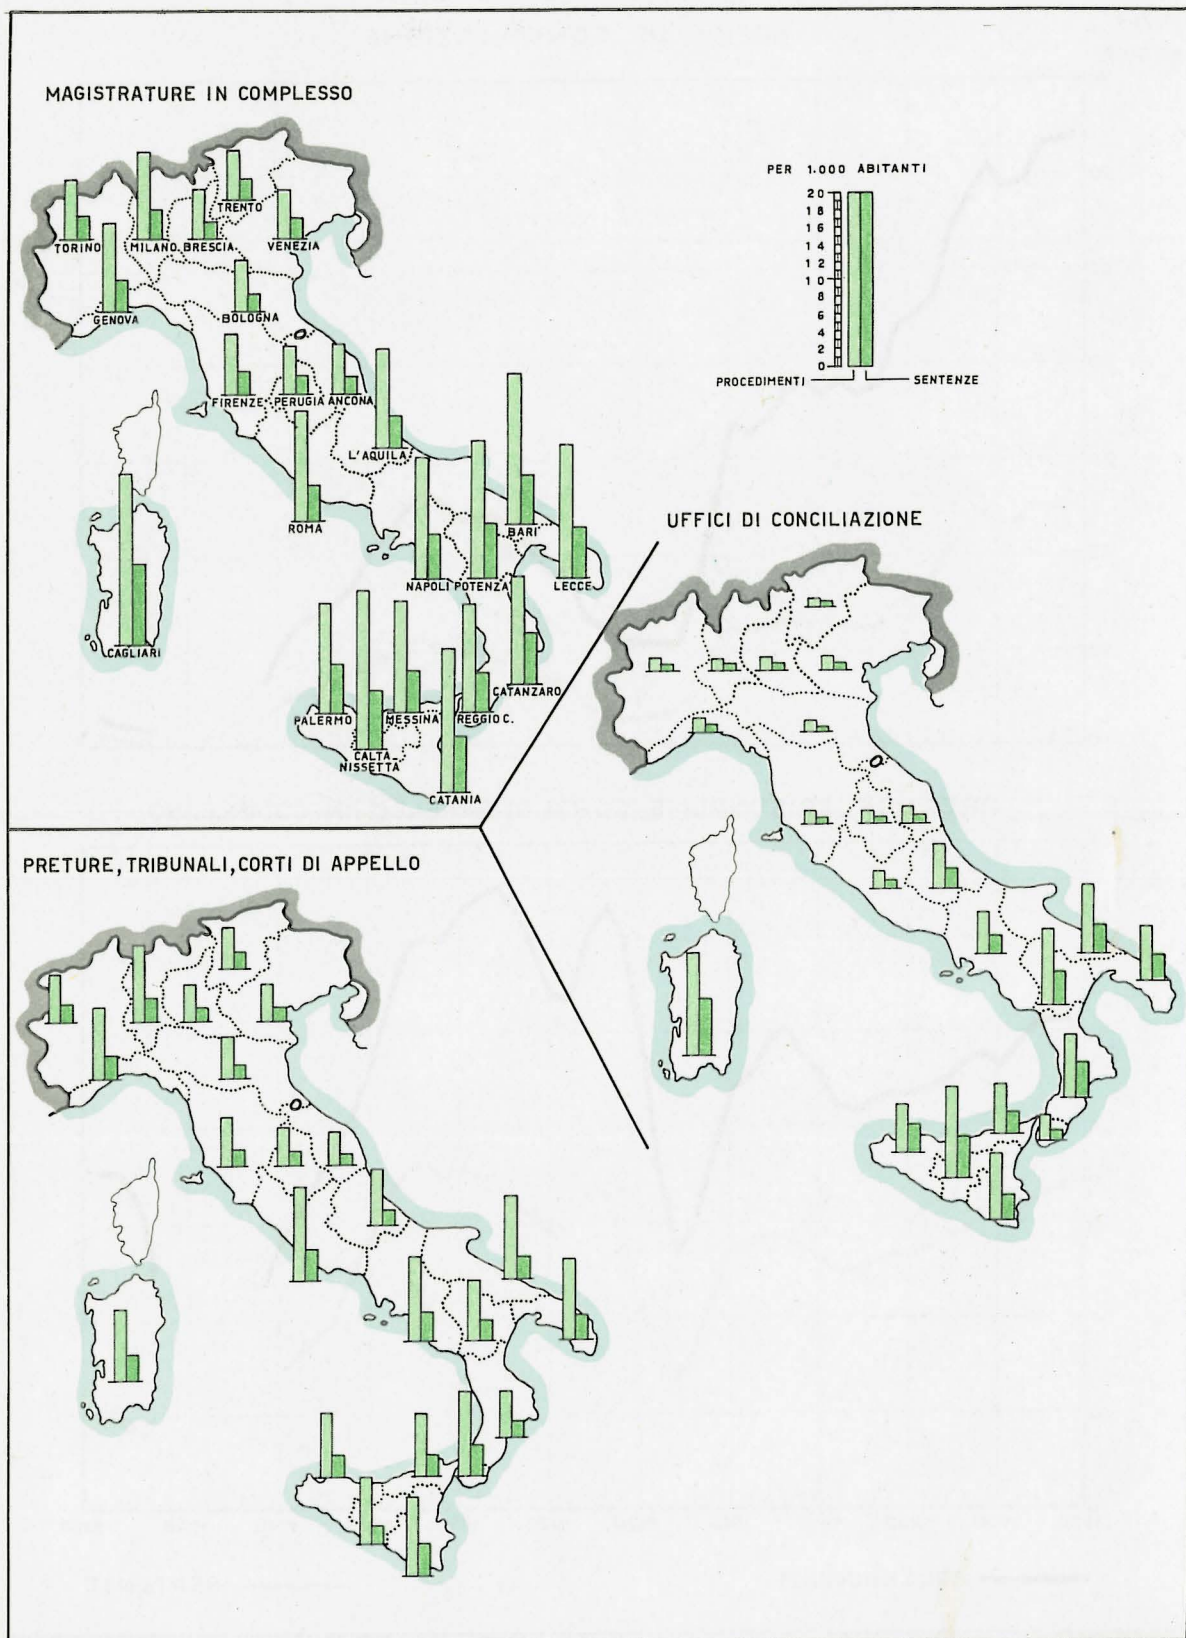 MAGISTRATURE IN COMPLESSO
PER 1.000 ABITANTI
20
18
16
14
12
10
8
6
4
2
0
PROCEDIMENTI
SENTENZE
TRENTO
TORINO
MILANO
BRESCIA
VENEZIA
GENOVA
BOLOGNA
FIRENZE
PERUGIA
ANCONA
L'AQUILA
ROMA
BARI
NAPOLI
POTENZA
LECCE
CAGLIARI
CATANZARO
PALERMO
MESSINA
REGGIO C.
CALTA
NISSETTA
CATANIA
UFFICI DI CONCILIAZIONE
PRETURE, TRIBUNALI, CORTI DI APPELLO